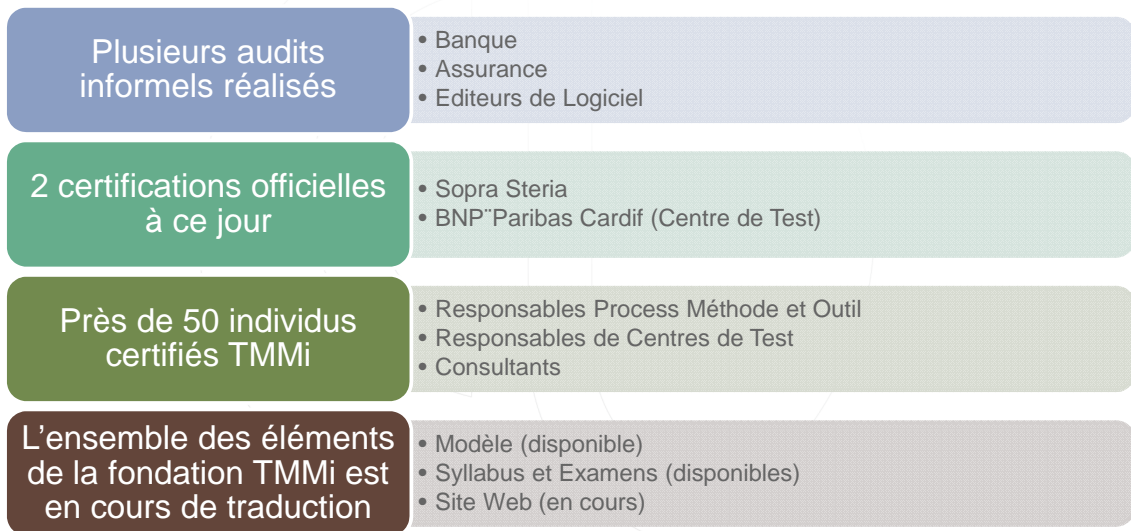 Plusieurs audits
informels réalisés
• Banque
• Assurance
• Editeurs de Logiciel
2 certifications officielles
à ce jour
• Sopra Steria
• BNP¨Paribas Cardif (Centre de Test)
Près de 50 individus
certifiés TMMi
• Responsables Process Méthode et Outil
• Responsables de Centres de Test
• Consultants
L'ensemble des éléments
de la fondation TMMi est
en cours de traduction
• Modèle (disponible)
• Syllabus et Examens (disponibles)
• Site Web (en cours)